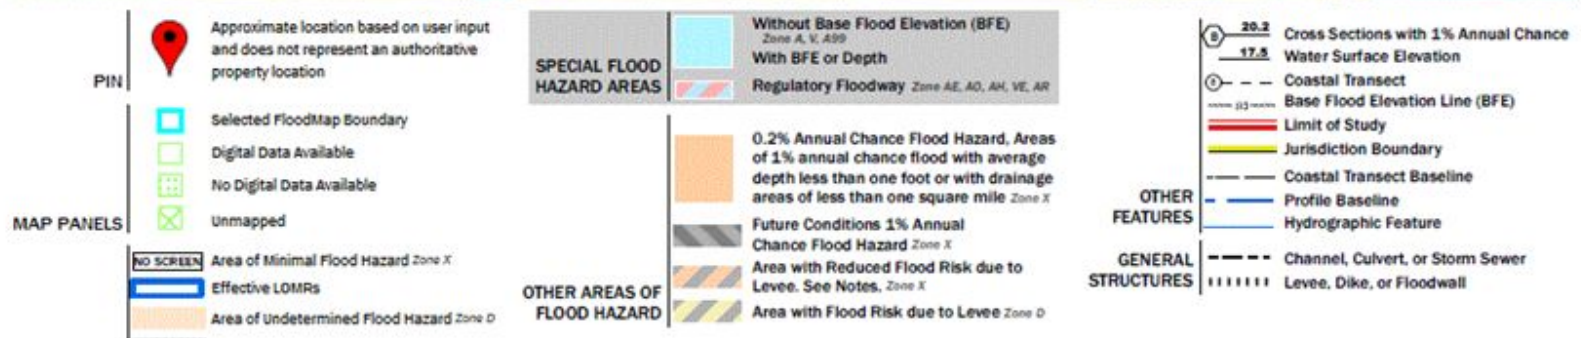 PIN
Approximate location based on user input
and does not represent an authoritative
property location
MAP PANELS
Selected FloodMap Boundary
Digital Data Available
No Digital Data Available
Unmapped
NO SCREEN Area of Minimal Flood Hazard Zone X
Effective LOMRs
Area of Undetermined Flood Hazard Zone D
SPECIAL FLOOD
HAZARD AREAS
Without Base Flood Elevation (BFE)
Zone A, V, A99
With BFE or Depth
Regulatory Floodway Zone AE, AO, AH, VE, AR
OTHER AREAS OF
FLOOD HAZARD
0.2% Annual Chance Flood Hazard, Areas
of 1% annual chance flood with average
depth less than one foot or with drainage
areas of less than one square mile Zone X
Future Conditions 1% Annual
Chance Flood Hazard Zone X
Area with Reduced Flood Risk due to
Levee. See Notes. Zone X
Area with Flood Risk due to Levee Zone D
OTHER
FEATURES
B 20.2 Cross Sections with 1% Annual Chance
17.5 Water Surface Elevation
Coastal Transect
Base Flood Elevation Line (BFE)
Limit of Study
Jurisdiction Boundary
Coastal Transect Baseline
Profile Baseline
Hydrographic Feature
GENERAL
STRUCTURES
Channel, Culvert, or Storm Sewer
Levee, Dike, or Floodwall